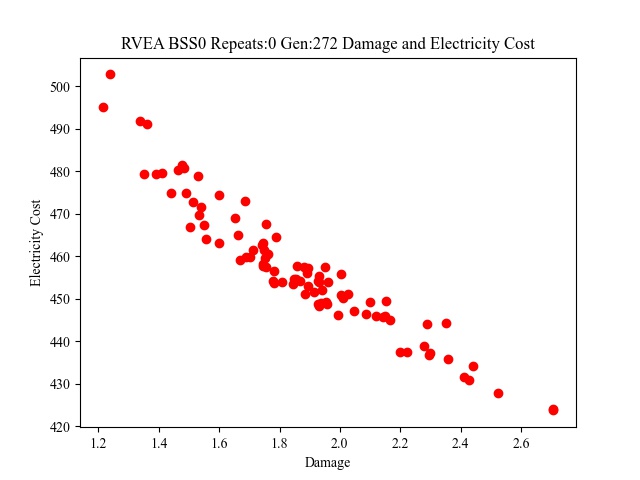 RVEA BSS0 Repeats:0 Gen:272 Damage and Electricity Cost
500
490
480
470
460
450
440
430
420
Electricity Cost
1.2 1.4 1.6 1.8 2.0 2.2 2.4 2.6
Damage